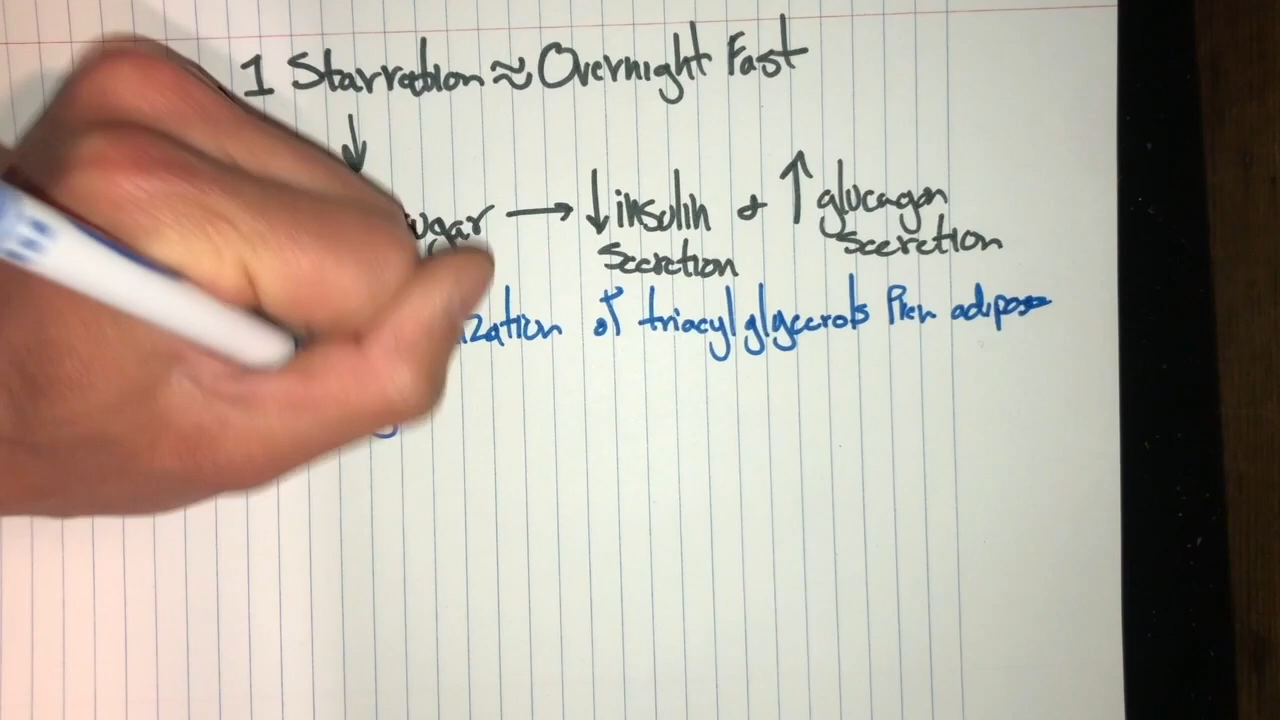 1 Starvation ≈ Overnight Fast
↓
ugar → ↓ insulin & ↑ glucagon
secretion secretion
ization of triacylglycerols from adipose